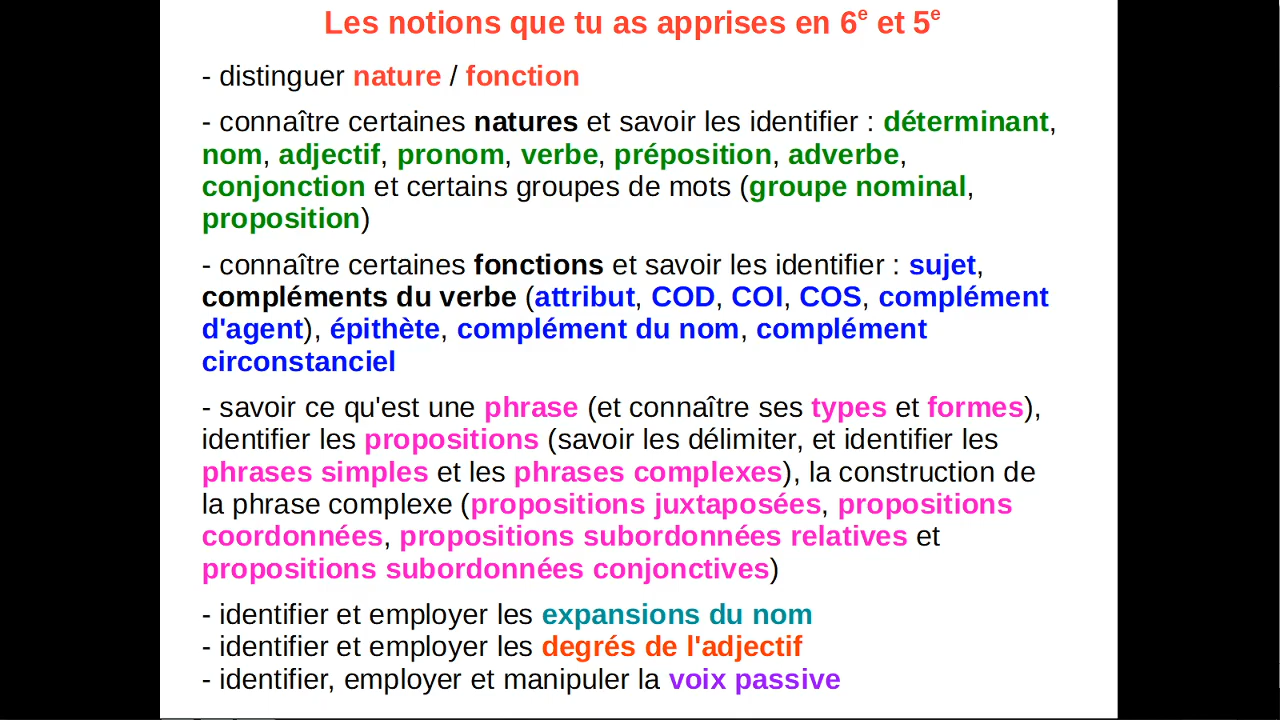 Les notions que tu as apprises en 6e et 5e
- distinguer nature / fonction
- connaître certaines natures et savoir les identifier : déterminant,
nom, adjectif, pronom, verbe, préposition, adverbe,
conjonction et certains groupes de mots (groupe nominal,
proposition)
- connaître certaines fonctions et savoir les identifier : sujet,
compléments du verbe (attribut, COD, COI, COS, complément
d'agent), épithète, complément du nom, complément
circonstanciel
- savoir ce qu'est une phrase (et connaître ses types et formes),
identifier les propositions (savoir les délimiter, et identifier les
phrases simples et les phrases complexes), la construction de
la phrase complexe (propositions juxtaposées, propositions
coordonnées, propositions subordonnées relatives et
propositions subordonnées conjonctives)
- identifier et employer les expansions du nom
- identifier et employer les degrés de l'adjectif
- identifier, employer et manipuler la voix passive